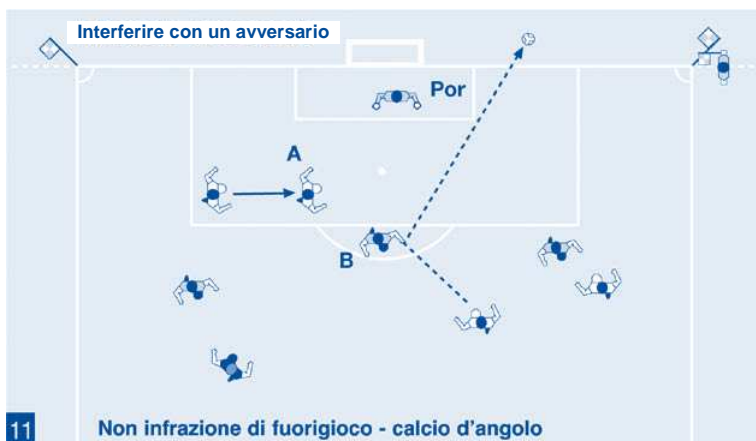 Interferire con un avversario
Por
A
B
11
Non infrazione di fuorigioco - calcio d'angolo